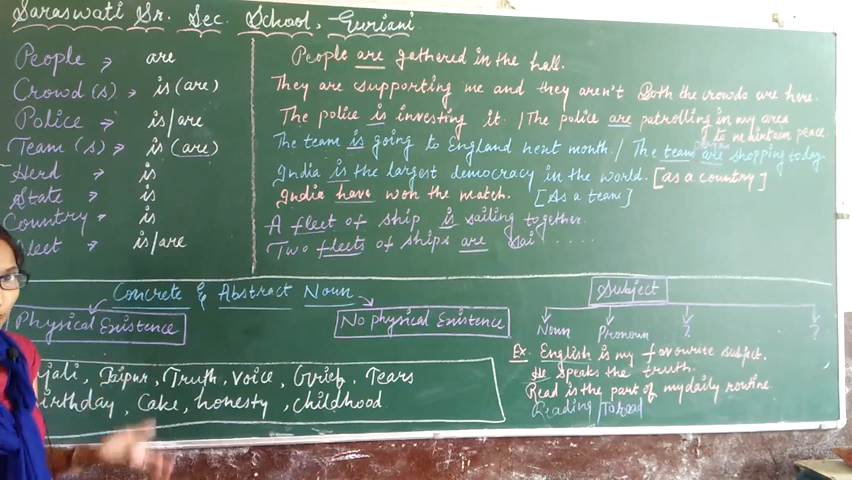 Saraswati Sr. Sec. School, Guriani
People → are
Crowd (s) → is (are)
Police → is/are
Team (s) → is (are)
Herd → is
State → is
Country → is
leet → is/are
People are gathered in the hall.
They are supporting me and they aren't Both the crowds are here.
The police is investing it. / The police are patrolling in my area
to maintain peace.
The team is going to England next month. / The team are shopping today
India is the largest democracy in the world. [as a country]
India have won the match. [As a team]
A fleet of ship is sailing together.
Two fleets of ships are Sai ....
Concrete & Abstract Noun
Physical Existence
No physical Existence
jali, Jaipur, Truth, voice, Grief, Tears
irthday, Cake, honesty, childhood
Subject
Noun Pronoun ? ?
Ex. English is my favourite subject.
He speaks the truth.
Read is the part of my daily routine
Reading / To read